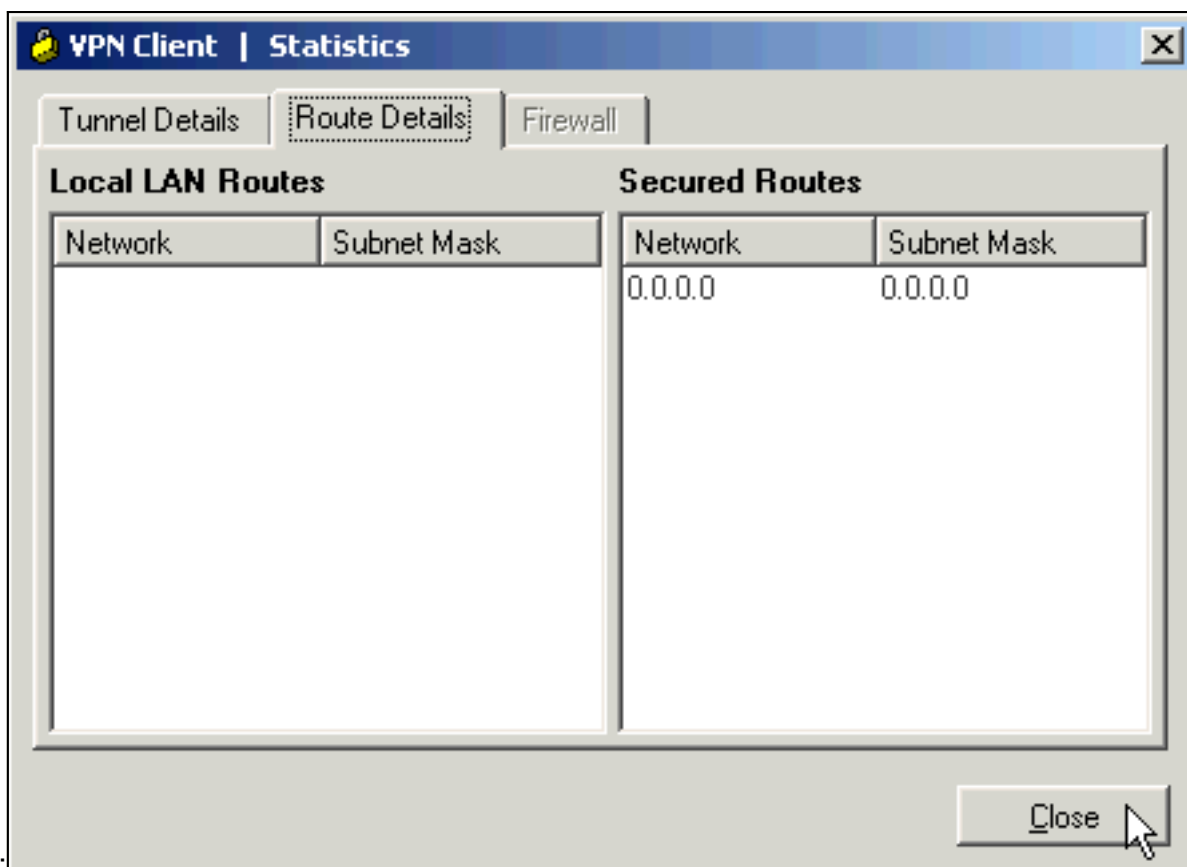 VPN Client | Statistics
Tunnel Details Route Details Firewall
Local LAN Routes Secured Routes
Network Subnet Mask Network Subnet Mask
0.0.0.0 0.0.0.0
Close
.